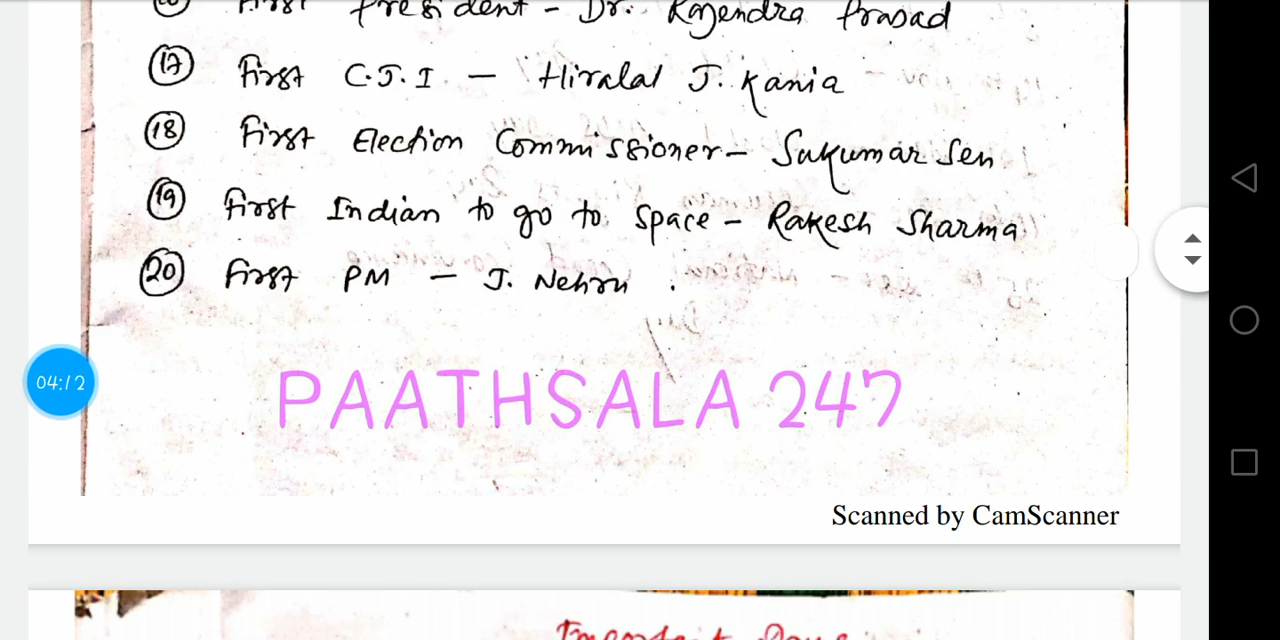 First President - Dr. Rajendra Prasad
17 First C.J.I - Hiralal J. Kania
18 First Election Commissioner - Sukumar Sen
19 First Indian to go to space - Rakesh Sharma
20 First PM - J. Nehru .
04:12
PAATHSALA 247
Scanned by CamScanner
Days